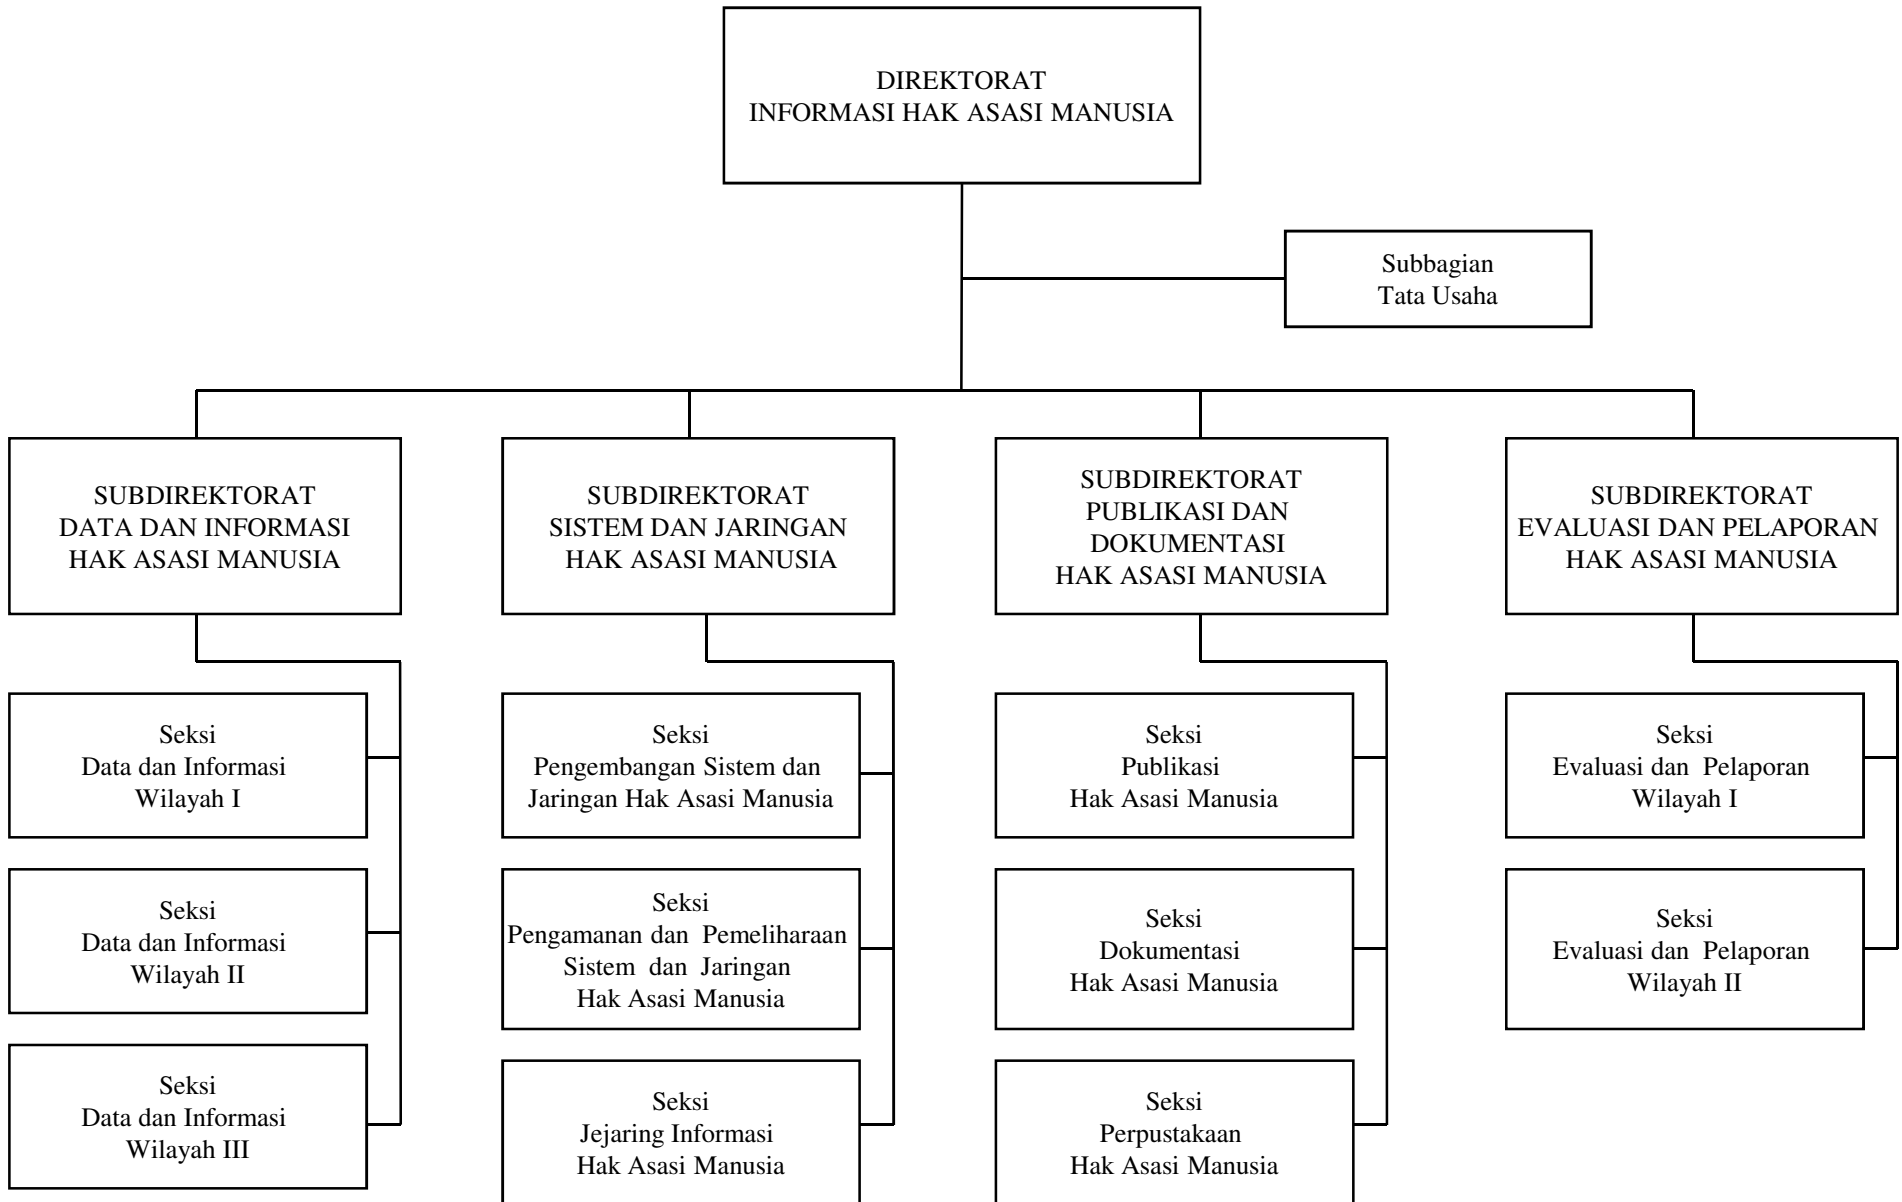 DIREKTORAT
INFORMASI HAK ASASI MANUSIA
Subbagian
Tata Usaha
SUBDIREKTORAT
DATA DAN INFORMASI
HAK ASASI MANUSIA
SUBDIREKTORAT
SISTEM DAN JARINGAN
HAK ASASI MANUSIA
SUBDIREKTORAT
PUBLIKASI DAN
DOKUMENTASI
HAK ASASI MANUSIA
SUBDIREKTORAT
EVALUASI DAN PELAPORAN
HAK ASASI MANUSIA
Seksi
Data dan Informasi
Wilayah I
Seksi
Pengembangan Sistem dan
Jaringan Hak Asasi Manusia
Seksi
Publikasi
Hak Asasi Manusia
Seksi
Evaluasi dan Pelaporan
Wilayah I
Seksi
Data dan Informasi
Wilayah II
Seksi
Pengamanan dan Pemeliharaan
Sistem dan Jaringan
Hak Asasi Manusia
Seksi
Dokumentasi
Hak Asasi Manusia
Seksi
Evaluasi dan Pelaporan
Wilayah II
Seksi
Data dan Informasi
Wilayah III
Seksi
Jejaring Informasi
Hak Asasi Manusia
Seksi
Perpustakaan
Hak Asasi Manusia